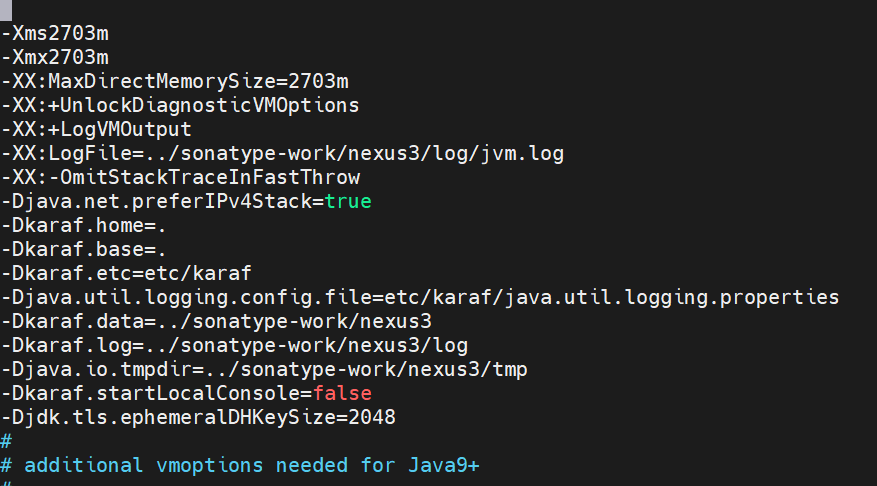 -Xms2703m
-Xmx2703m
-XX:MaxDirectMemorySize=2703m
-XX:+UnlockDiagnosticVMOptions
-XX:+LogVMOutput
-XX:LogFile=../sonatype-work/nexus3/log/jvm.log
-XX:-OmitStackTraceInFastThrow
-Djava.net.preferIPv4Stack=true
-Dkaraf.home=.
-Dkaraf.base=.
-Dkaraf.etc=etc/karaf
-Djava.util.logging.config.file=etc/karaf/java.util.logging.properties
-Dkaraf.data=../sonatype-work/nexus3
-Dkaraf.log=../sonatype-work/nexus3/log
-Djava.io.tmpdir=../sonatype-work/nexus3/tmp
-Dkaraf.startLocalConsole=false
-Djdk.tls.ephemeralDHKeySize=2048
#
# additional vmoptions needed for Java9+
#